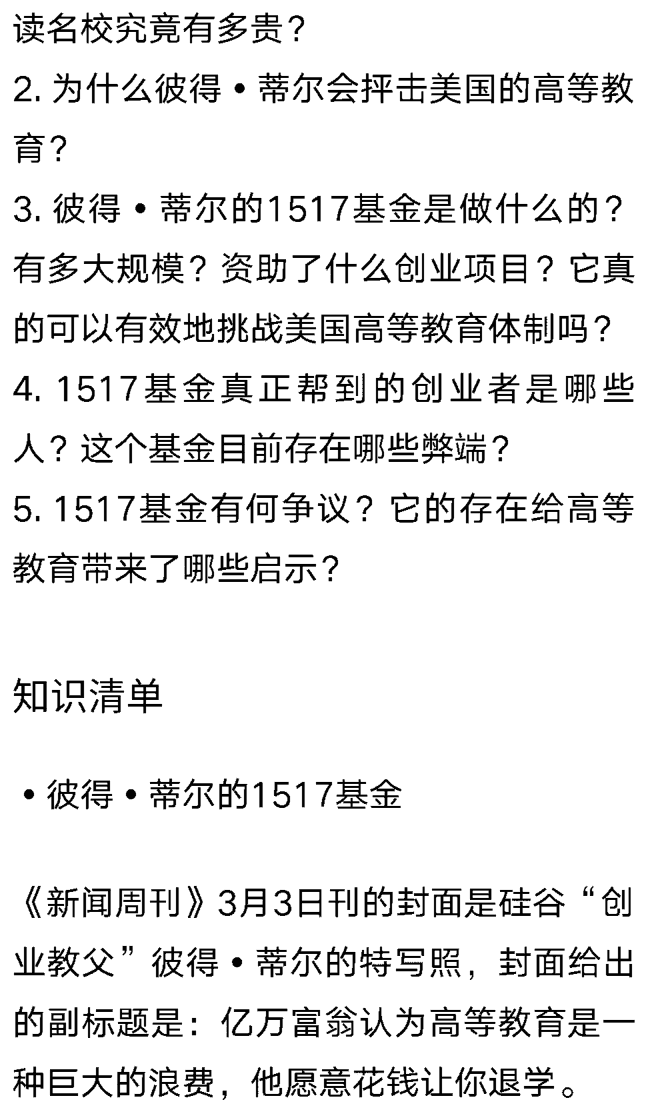 读名校究竟有多贵？
2. 为什么彼得•蒂尔会抨击美国的高等教
育？
3. 彼得•蒂尔的1517基金是做什么的？
有多大规模？资助了什么创业项目？它真
的可以有效地挑战美国高等教育体制吗？
4. 1517基金真正帮到的创业者是哪些
人？这个基金目前存在哪些弊端？
5. 1517基金有何争议？它的存在给高等
教育带来了哪些启示？
知识清单
•彼得•蒂尔的1517基金
《新闻周刊》3月3日刊的封面是硅谷“创
业教父”彼得•蒂尔的特写照，封面给出
的副标题是：亿万富翁认为高等教育是一
种巨大的浪费，他愿意花钱让你退学。